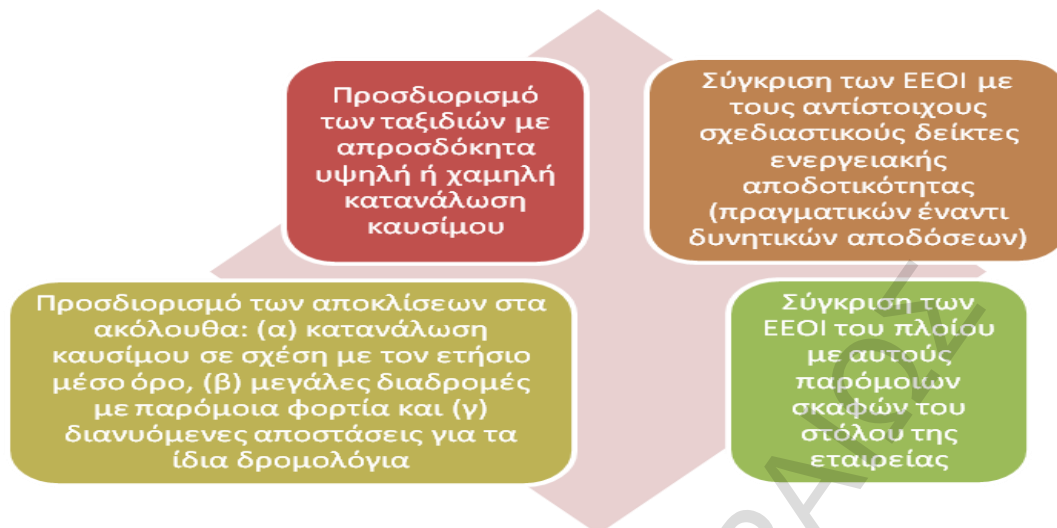 Προσδιορισμό
των ταξιδιών με
απροσδόκητα
υψηλή ή χαμηλή
κατανάλωση
καυσίμου
Σύγκριση των EEOI με
τους αντίστοιχους
σχεδιαστικούς δείκτες
ενεργειακής
αποδοτικότητας
(πραγματικών έναντι
δυνητικών αποδόσεων)
Προσδιορισμό των αποκλίσεων στα
ακόλουθα: (α) κατανάλωση
καυσίμου σε σχέση με τον ετήσιο
μέσο όρο, (β) μεγάλες διαδρομές
με παρόμοια φορτία και (γ)
διανυόμενες αποστάσεις για τα
ίδια δρομολόγια
Σύγκριση των
EEOI του πλοίου
με αυτούς
παρόμοιων
σκαφών του
στόλου της
εταιρείας